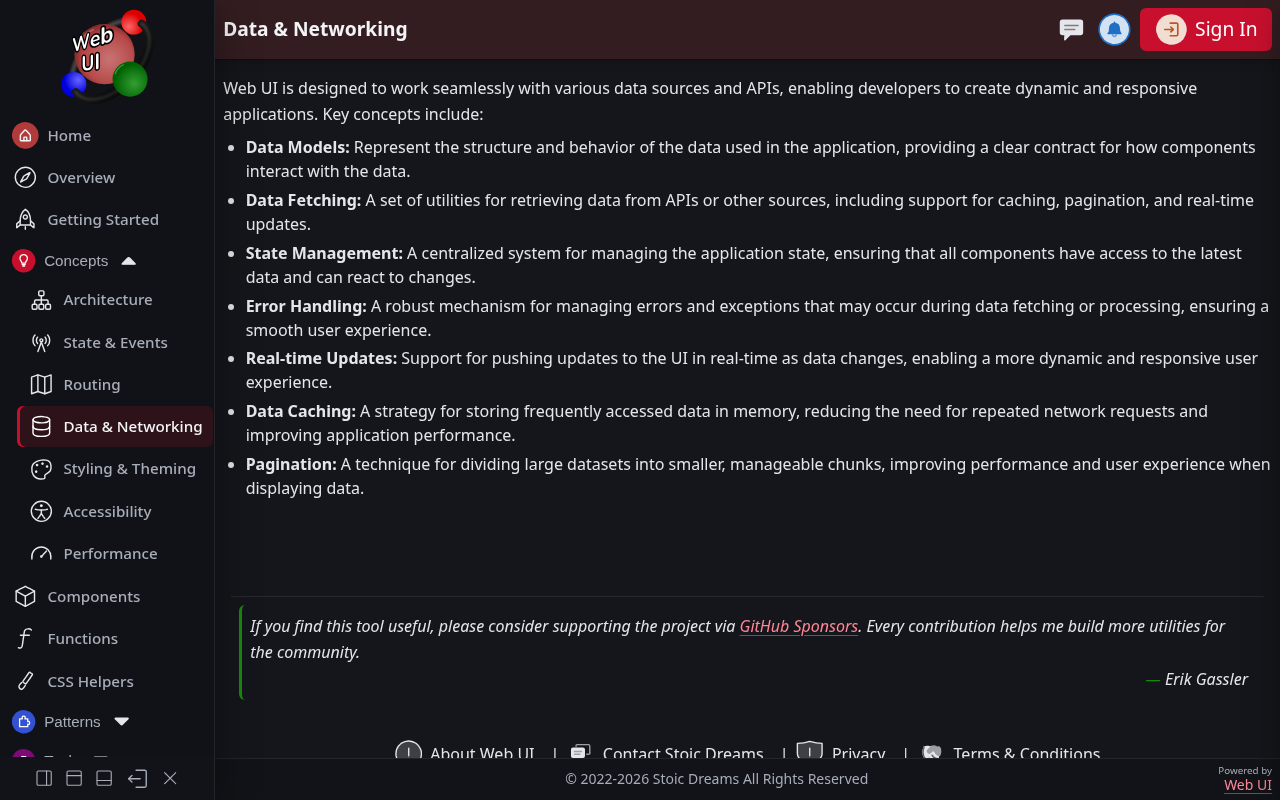 Web
UI
Home
Overview
Getting Started
Concepts
Architecture
State & Events
Routing
Data & Networking
Styling & Theming
Accessibility
Performance
Components
Functions
CSS Helpers
Patterns
Data & Networking
Sign In
Web UI is designed to work seamlessly with various data sources and APIs, enabling developers to create dynamic and responsive
applications. Key concepts include:
Data Models: Represent the structure and behavior of the data used in the application, providing a clear contract for how components
interact with the data.
Data Fetching: A set of utilities for retrieving data from APIs or other sources, including support for caching, pagination, and real-time
updates.
State Management: A centralized system for managing the application state, ensuring that all components have access to the latest
data and can react to changes.
Error Handling: A robust mechanism for managing errors and exceptions that may occur during data fetching or processing, ensuring a
smooth user experience.
Real-time Updates: Support for pushing updates to the UI in real-time as data changes, enabling a more dynamic and responsive user
experience.
Data Caching: A strategy for storing frequently accessed data in memory, reducing the need for repeated network requests and
improving application performance.
Pagination: A technique for dividing large datasets into smaller, manageable chunks, improving performance and user experience when
displaying data.
If you find this tool useful, please consider supporting the project via GitHub Sponsors. Every contribution helps me build more utilities for
the community.
— Erik Gassler
About Web UI | Contact Stoic Dreams | Privacy | Terms & Conditions
© 2022-2026 Stoic Dreams All Rights Reserved
Powered by
Web UI